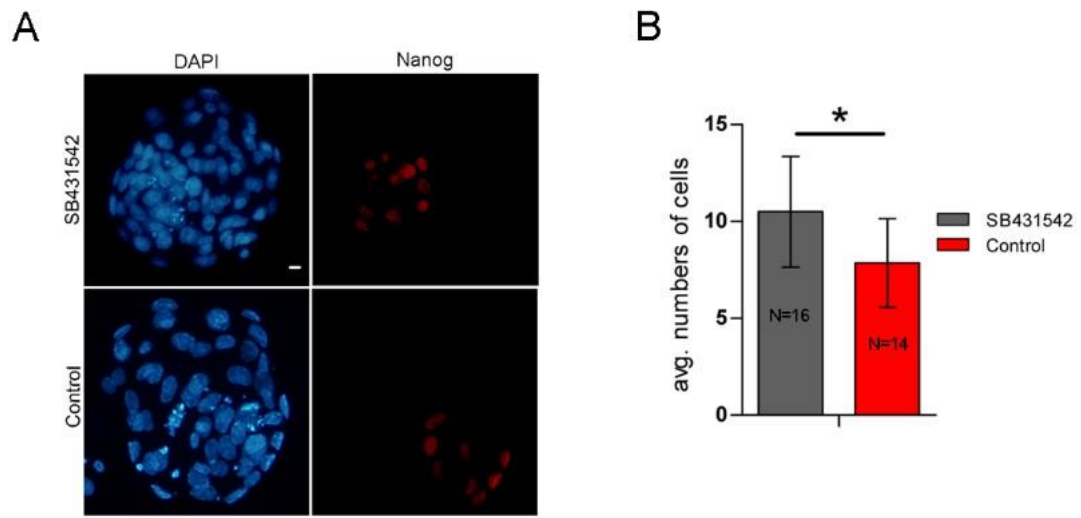 A
DAPI
Nanog
SB431542
Control
B
avg. numbers of cells
15
10
5
0
*
N=16
N=14
SB431542
Control